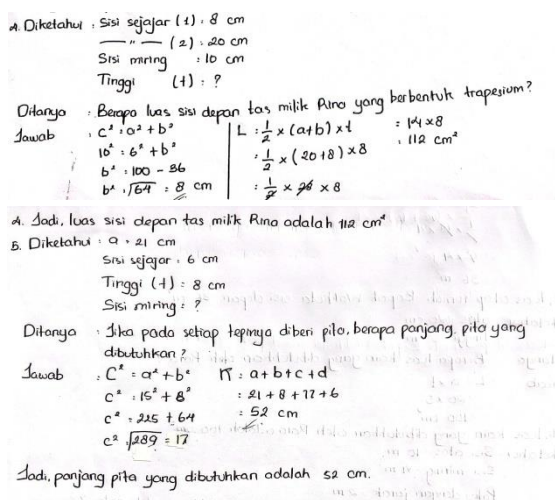 4. Diketahui : Sisi sejajar (1) : 8 cm
—— " —— (2) : 20 cm
Sisi miring : 10 cm
Tinggi (t) : ?
Ditanya : Berapa luas sisi depan tas milik Rina yang berbentuk trapesium?
Jawab : c² : a² + b²
10² : 6² + b²
b² : 100 - 36
b² : √64 : 8 cm
L : 1/2 × (a+b) × t
: 1/2 × (20+8) × 8
: 1/2 × 28 × 8
: 14 × 8
: 112 cm²
4. Jadi, luas sisi depan tas milik Rina adalah 112 cm²
5. Diketahui : a = 21 cm
Sisi sejajar : 6 cm
Tinggi (t) = 8 cm
Sisi miring = ?
Ditanya : Jika pada setiap tepinya diberi pita, berapa panjang pita yang
dibutuhkan?
Jawab : C² = a² + b²
c² : 15² + 8²
c² = 225 + 64
c² √289 = 17
K : a + b + c + d
: 21 + 8 + 17 + 6
: 52 cm
Jadi, panjang pita yang dibutuhkan adalah 52 cm.